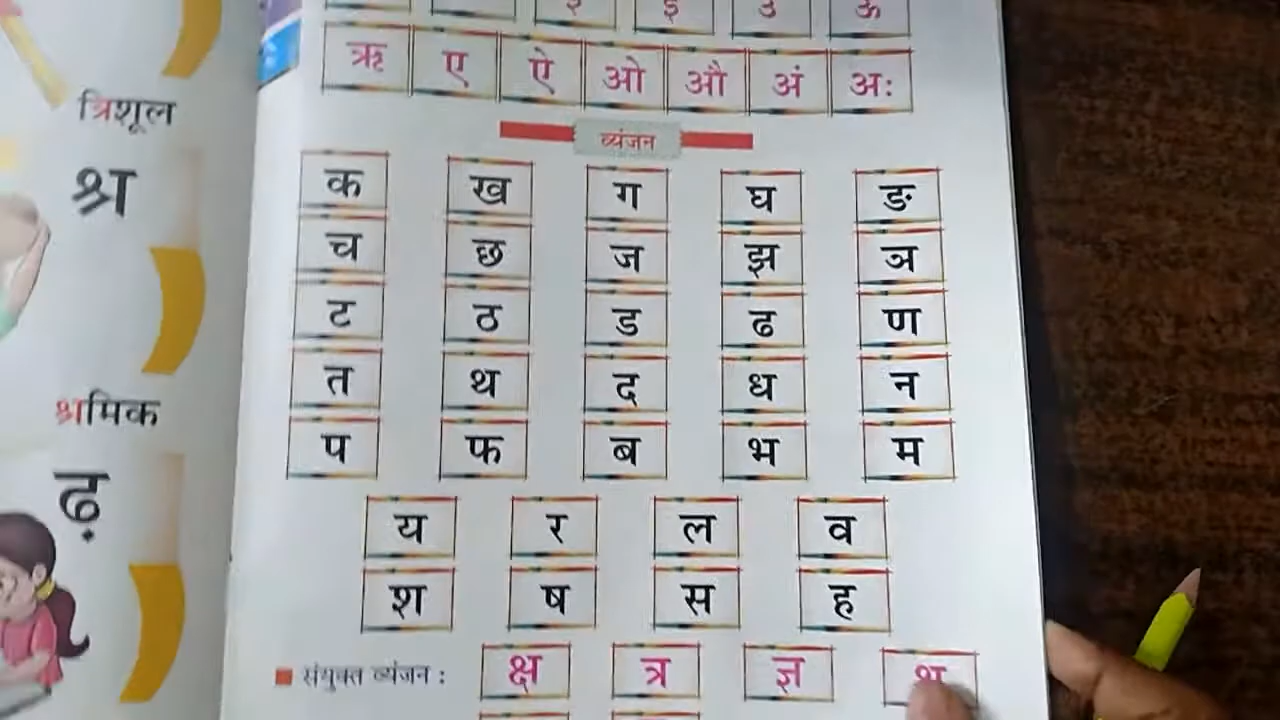 त्रिशूल
श्र
श्रमिक
ढ़
इ ई उ ऊ
ऋ ए ऐ ओ औ अं अः
व्यंजन
क ख ग घ ङ
च छ ज झ ञ
ट ठ ड ढ ण
त थ द ध न
प फ ब भ म
य र ल व
श ष स ह
संयुक्त व्यंजन : क्ष त्र ज्ञ श्र